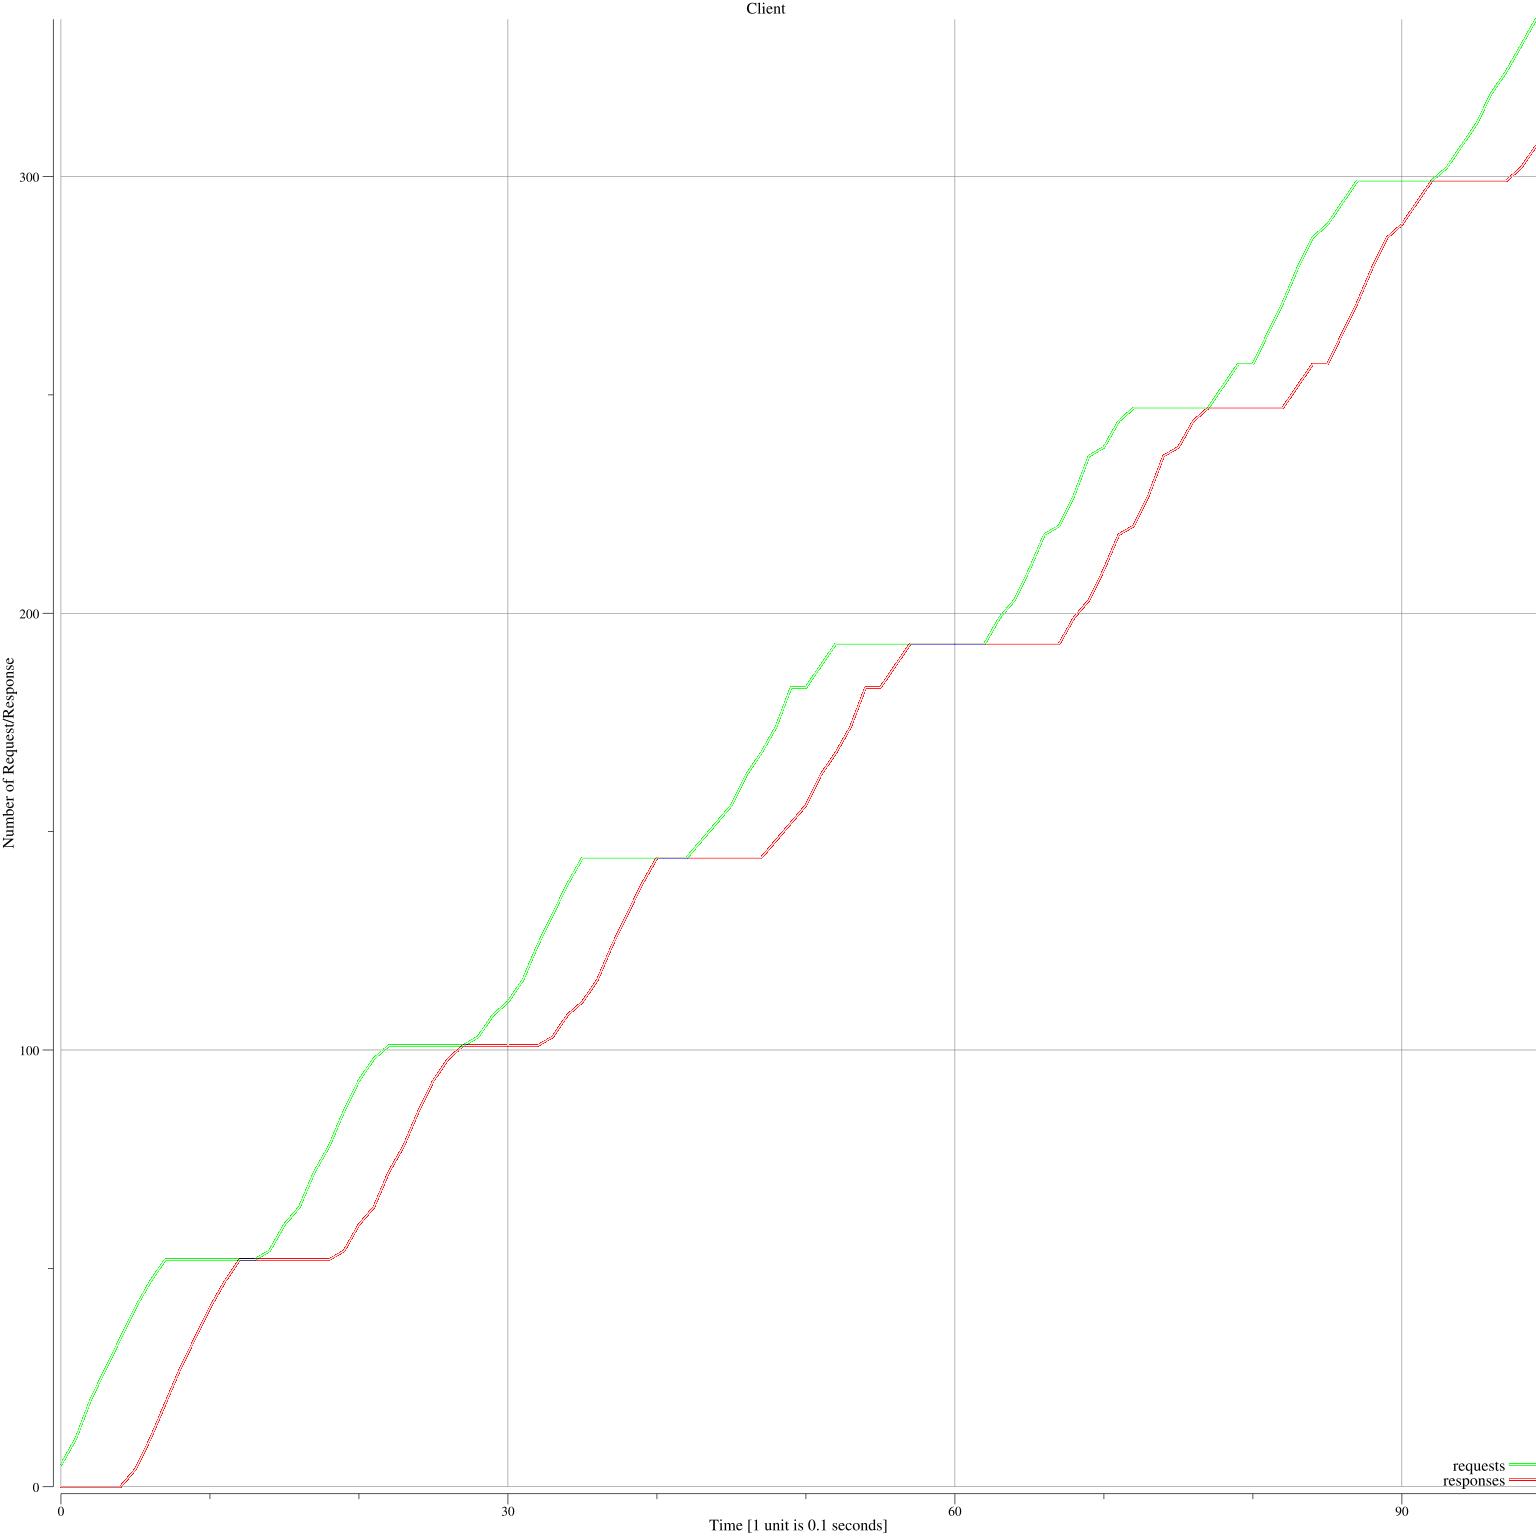 Client
300
200
100
0
Number of Request/Response
requests
responses
0
30
60
90
Time [1 unit is 0.1 seconds]